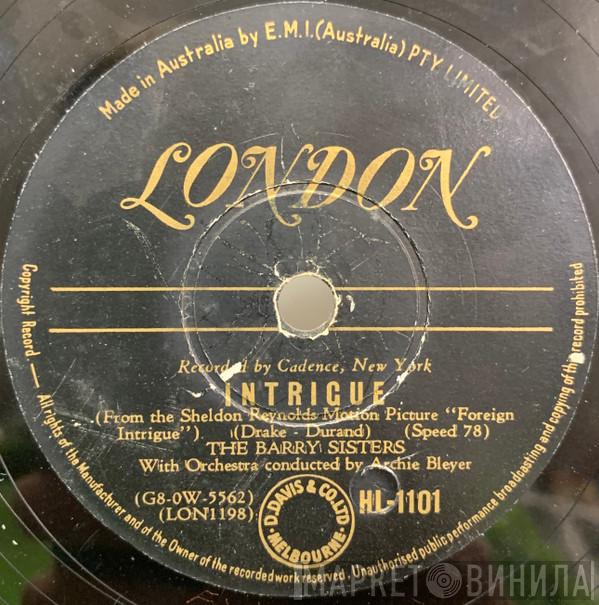 Made in Australia by E.M.I.(Australia) PTY LIMITED
LONDON
Recorded by Cadence, New York
INTRIGUE
(From the Sheldon Reynolds Motion Picture "Foreign
Intrigue"). (Drake - Durand) (Speed 78)
THE BARRY SISTERS
With Orchestra conducted by Archie Bleyer
(G8-0W-5562)
(LON1198)
HL-1101
D. DAVIS & CO. LTD
MELBOURNE
Copyright Record. — All rights of the Manufacturer and of the Owner of the recorded work reserved. Unauthorised public performance broadcasting and copying of this record prohibited
МАРКЕТ ВИНИЛА